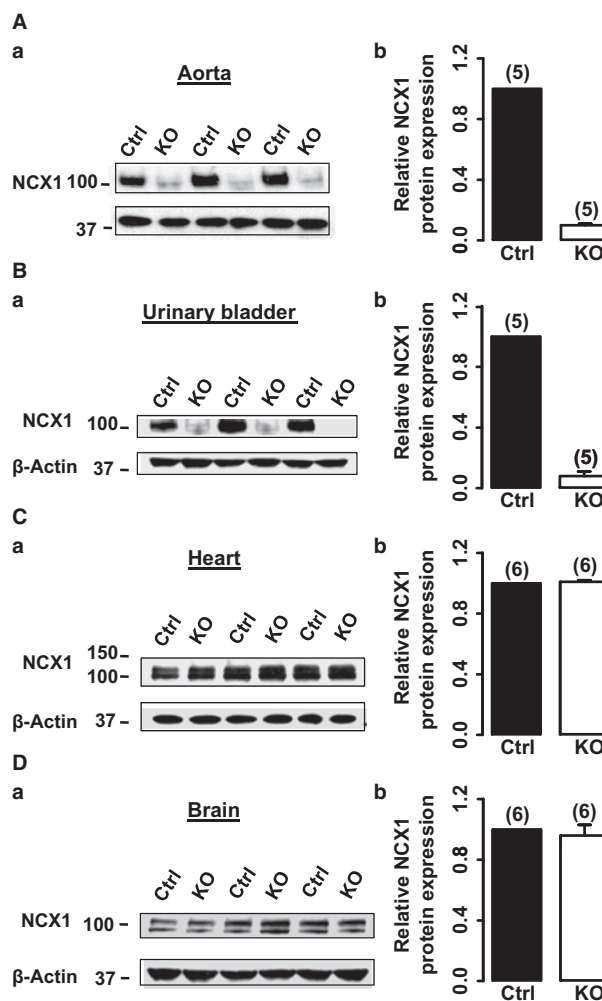 A
a
Aorta
Ctrl KO Ctrl KO Ctrl KO
NCX1 100 –
37 –
b
Relative NCX1
protein expression
1.2
0.8
0.4
0.0
(5)
(5)
Ctrl KO
B
a
Urinary bladder
Ctrl KO Ctrl KO Ctrl KO
NCX1 100 –
β-Actin 37 –
b
Relative NCX1
protein expression
1.2
0.8
0.4
0.0
(5)
(5)
Ctrl KO
C
a
Heart
Ctrl KO Ctrl KO Ctrl KO
150 –
NCX1
100 –
β-Actin 37 –
b
Relative NCX1
protein expression
1.2
0.8
0.4
0.0
(6) (6)
Ctrl KO
D
a
Brain
Ctrl KO Ctrl KO Ctrl KO
NCX1 100 –
β-Actin 37 –
b
Relative NCX1
protein expression
1.2
0.8
0.4
0.0
(6) (6)
Ctrl KO